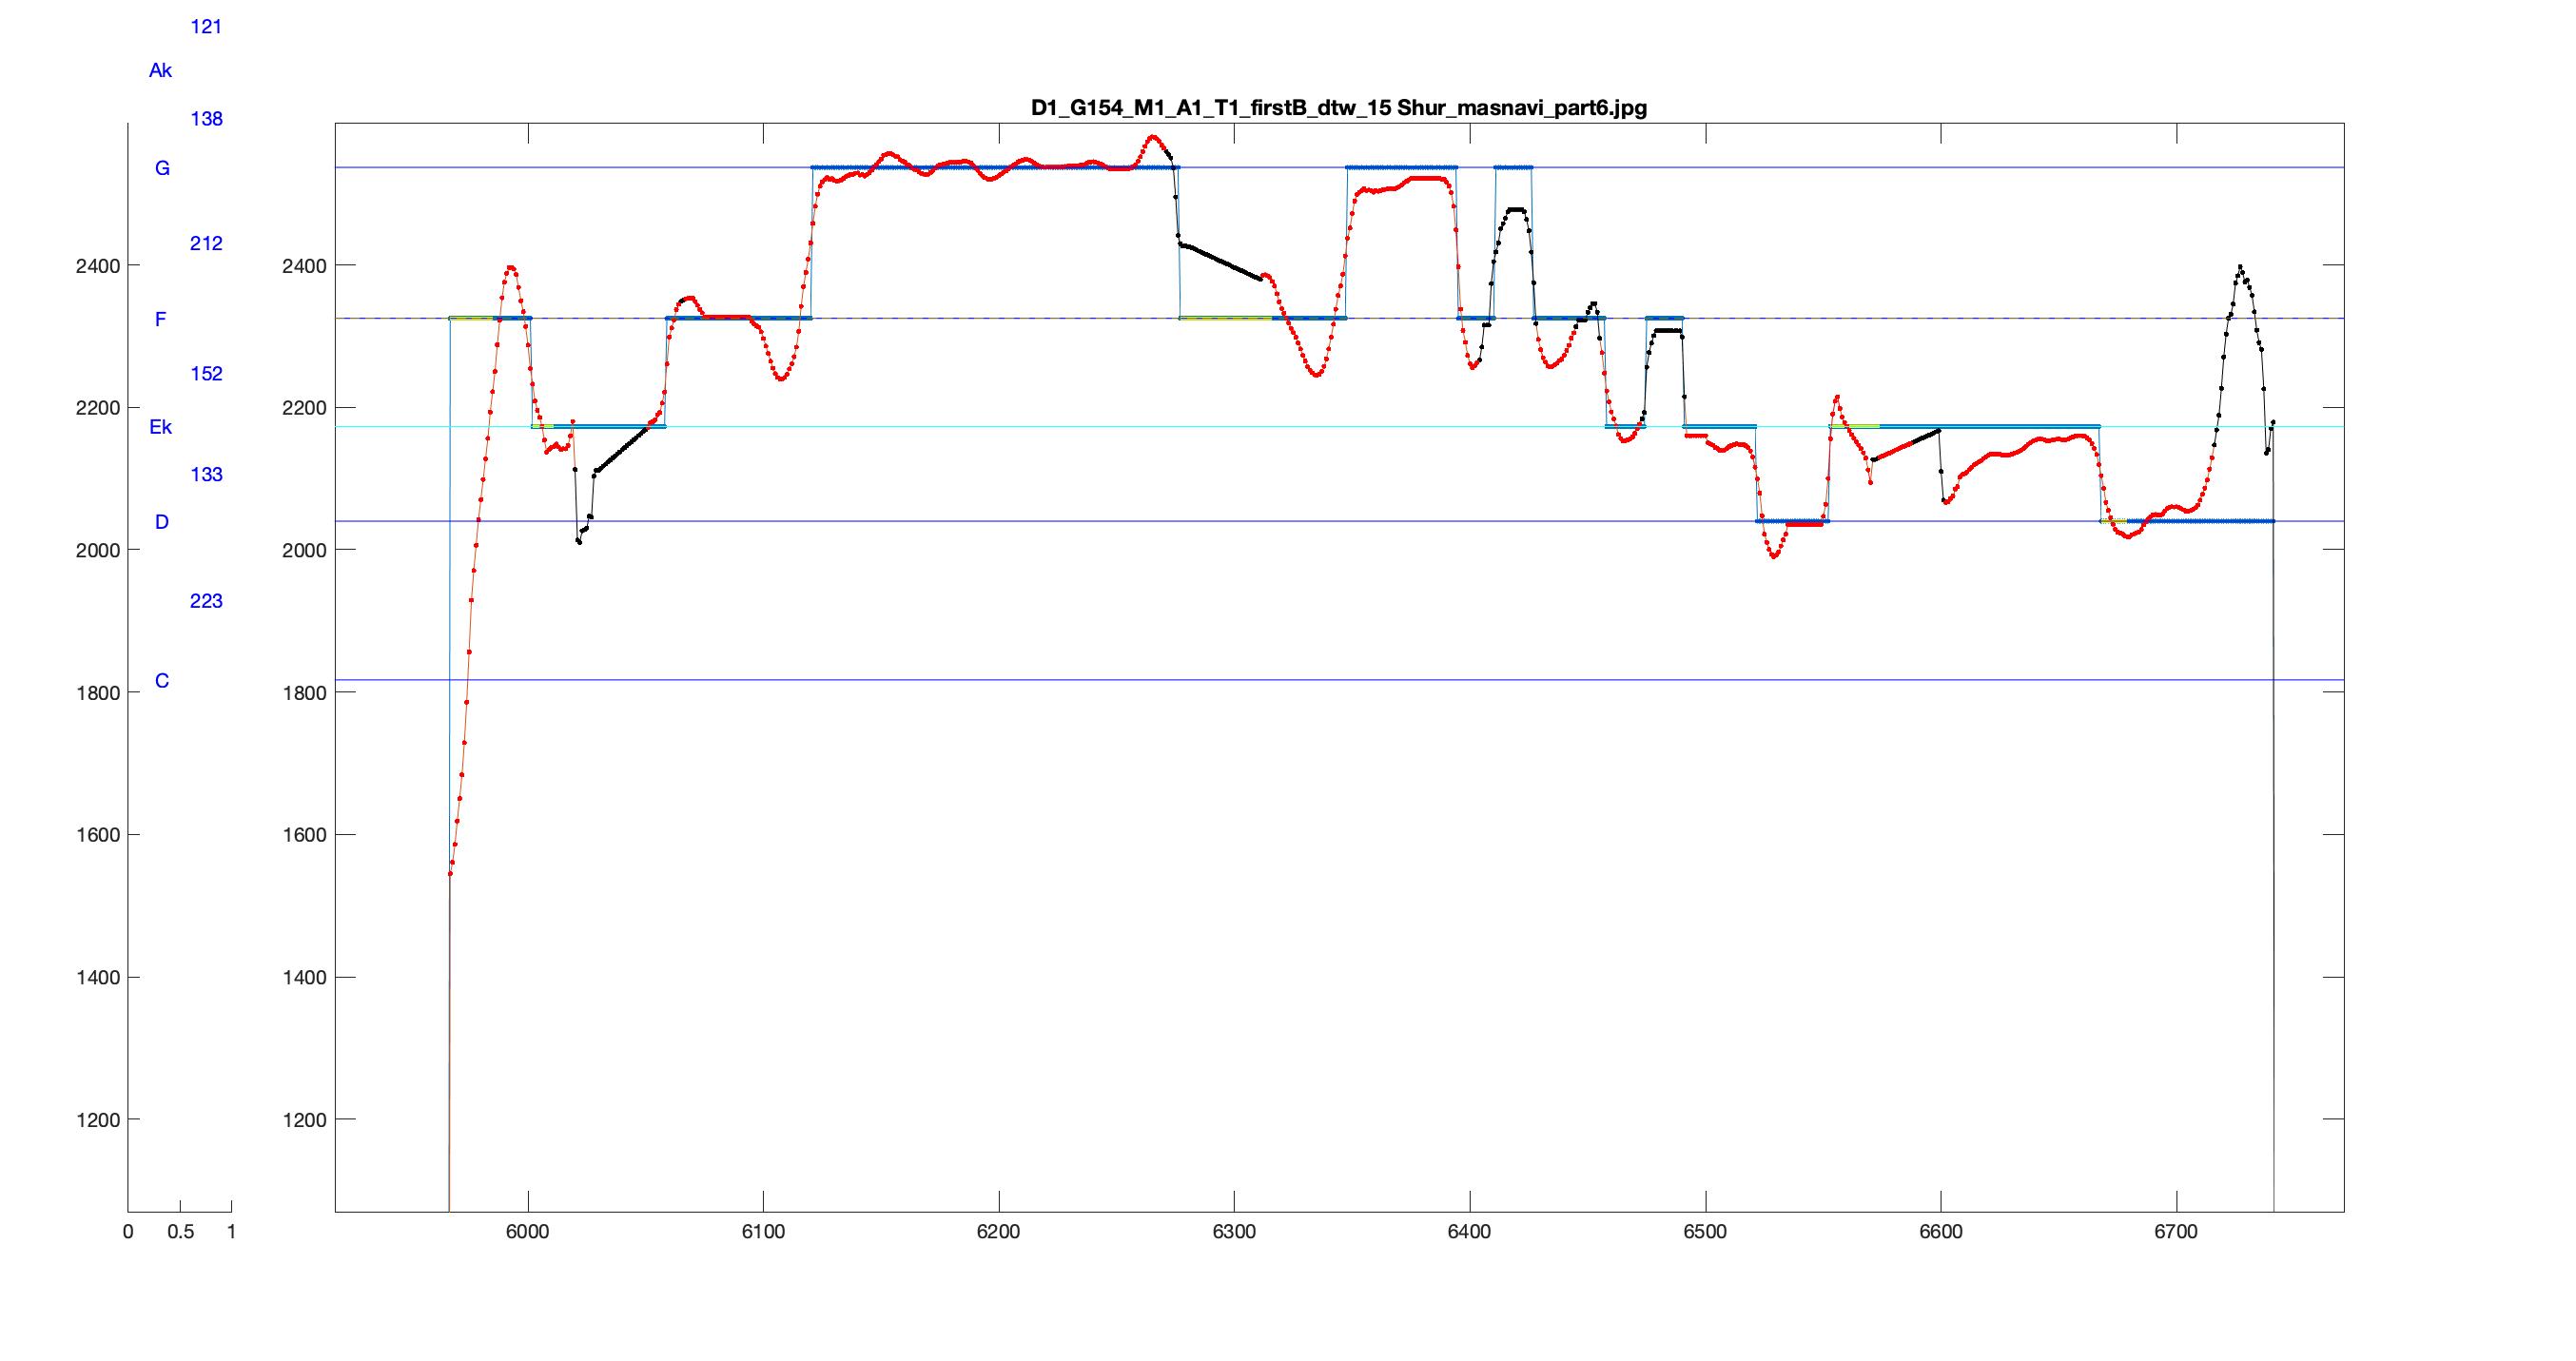 121
Ak
138
D1_G154_M1_A1_T1_firstB_dtw_15 Shur_masnavi_part6.jpg
G
212
2400 2400
F
152
2200 2200
Ek
133
D
2000 2000
223
C
1800 1800
1600 1600
1400 1400
1200 1200
0 0.5 1 6000 6100 6200 6300 6400 6500 6600 6700